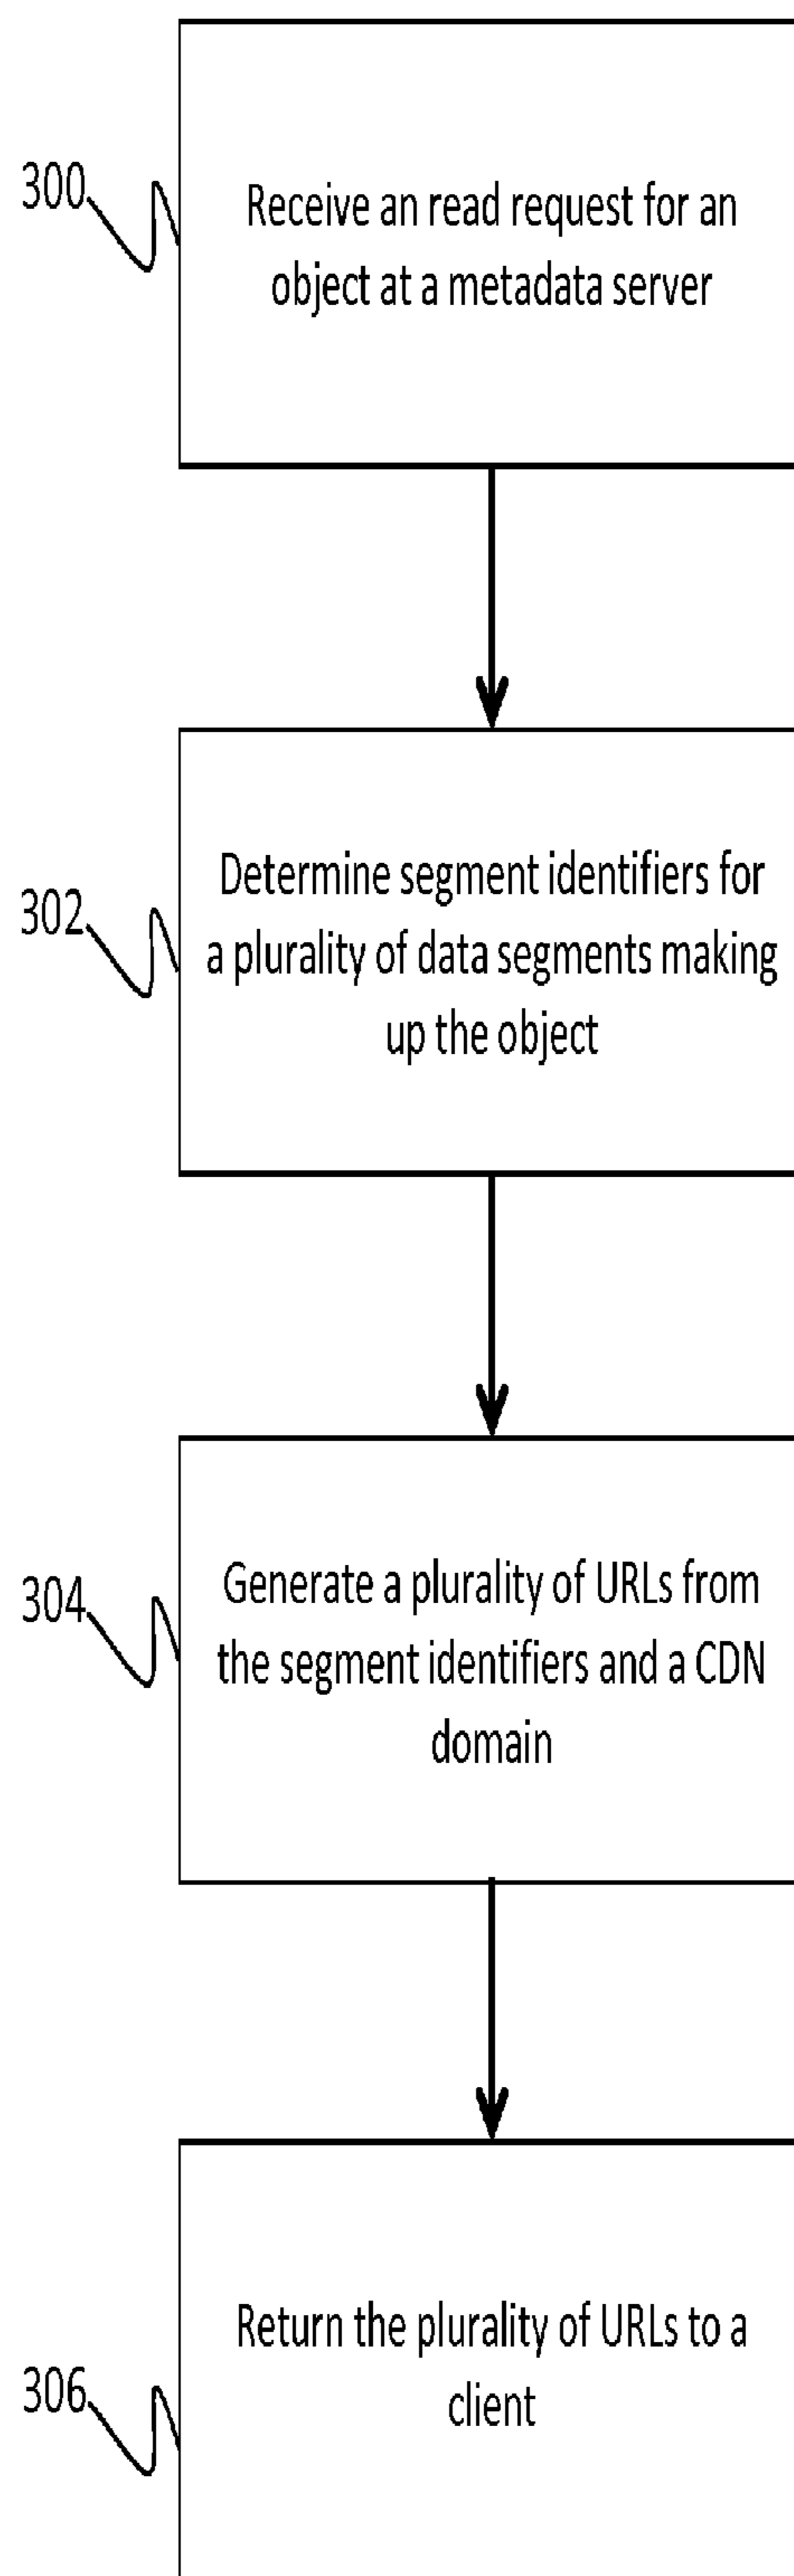 300
Receive an read request for an
object at a metadata server
302
Determine segment identifiers for
a plurality of data segments making
up the object
304
Generate a plurality of URLs from
the segment identifiers and a CDN
domain
306
Return the plurality of URLs to a
client